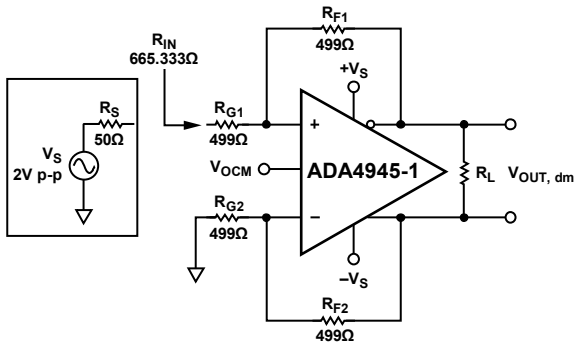 R_F1
499Ω
R_IN
665.333Ω
+V_S
R_G1
499Ω
R_S
50Ω
V_S
2V p-p
+
V_OCM
ADA4945-1
R_L
V_OUT, dm
R_G2
499Ω
−
−V_S
R_F2
499Ω